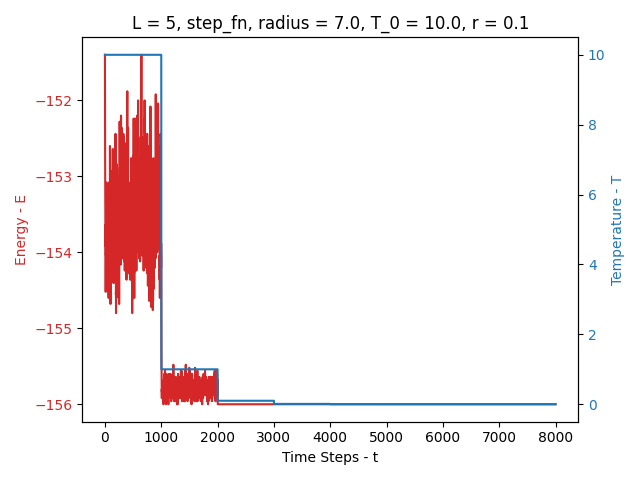 L = 5, step_fn, radius = 7.0, T_0 = 10.0, r = 0.1
Energy - E
−152
−153
−154
−155
−156
10
8
6
4
2
0
Temperature - T
0 1000 2000 3000 4000 5000 6000 7000 8000
Time Steps - t